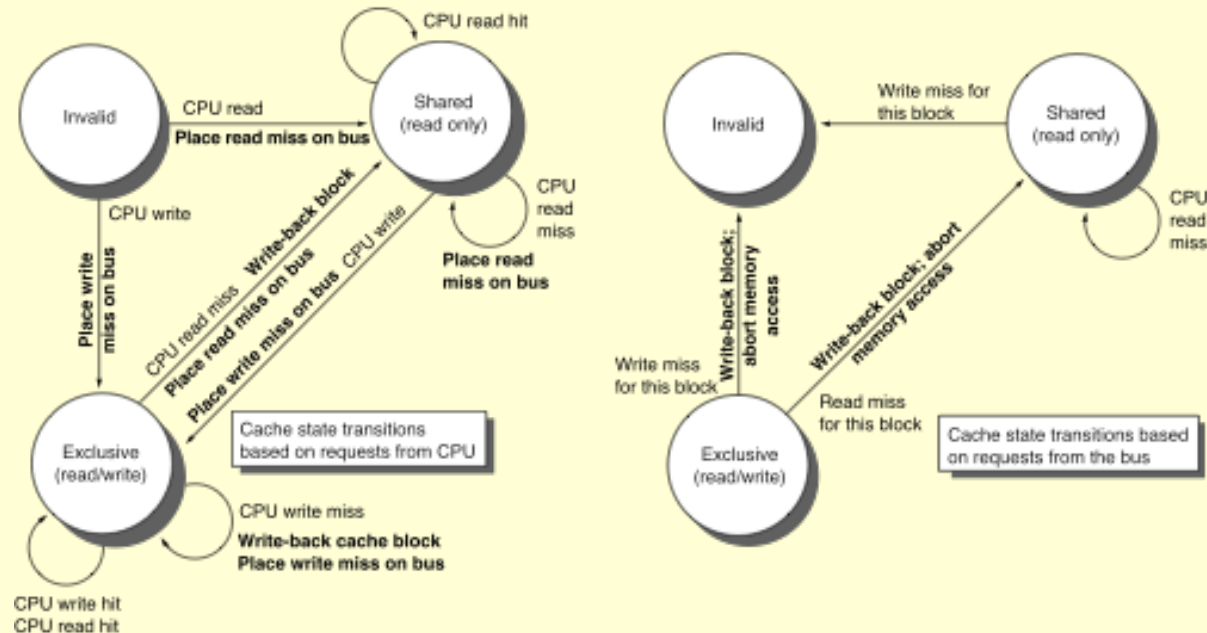 CPU read hit
Invalid
CPU read
Place read miss on bus
Shared
(read only)
CPU write
Place write
miss on bus
CPU read miss
Write-back block
Place read miss on bus
CPU write
Place write miss on bus
CPU
read
miss
Place read
miss on bus
Exclusive
(read/write)
Cache state transitions
based on requests from CPU
CPU write miss
Write-back cache block
Place write miss on bus
CPU write hit
CPU read hit
Invalid
Write miss for
this block
Shared
(read only)
CPU
read
miss
Write-back block;
abort memory
access
Write-back block; abort
memory access
Write miss
for this block
Read miss
for this block
Exclusive
(read/write)
Cache state transitions based
on requests from the bus